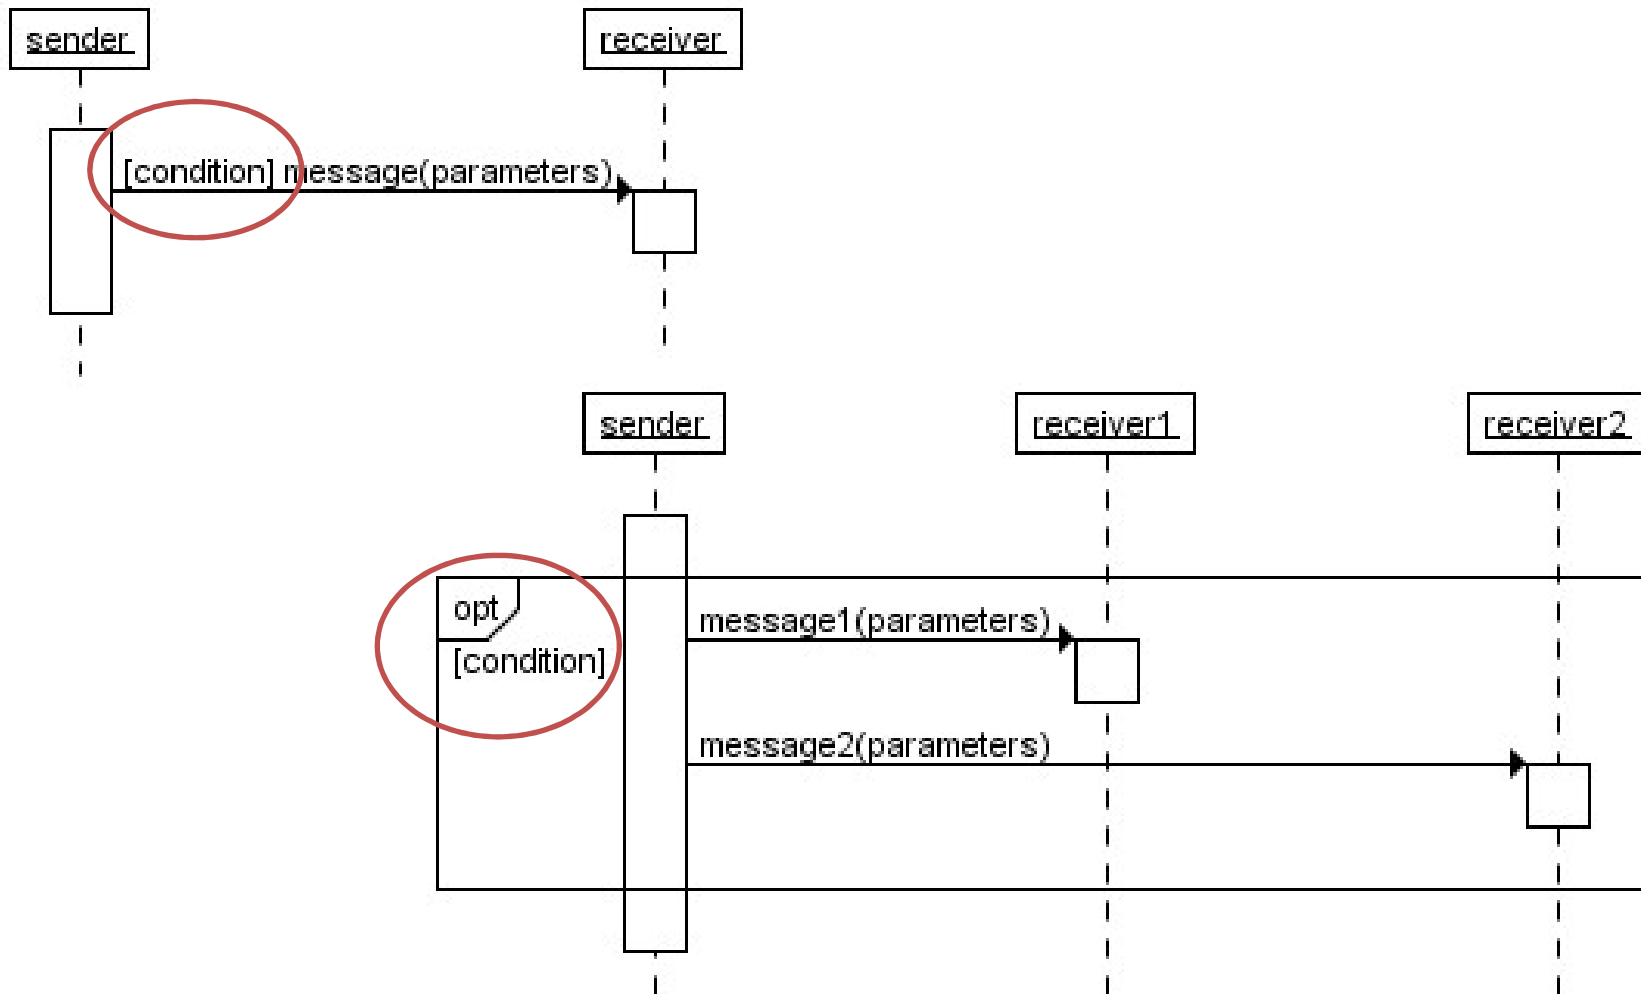 sender
receiver
[condition] message(parameters)
sender
receiver1
receiver2
opt
message1(parameters)
[condition]
message2(parameters)